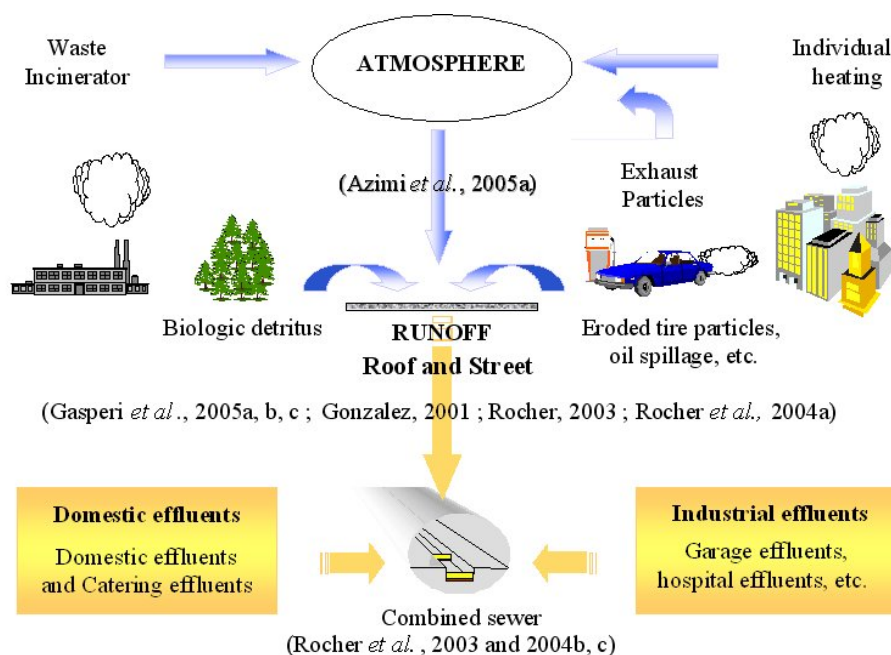 Waste
Incinerator
ATMOSPHERE
Individual
heating
(Azimi et al., 2005a)
Exhaust
Particles
Biologic detritus
RUNOFF
Roof and Street
Eroded tire particles,
oil spillage, etc.
(Gasperi et al., 2005a, b, c ; Gonzalez, 2001 ; Rocher, 2003 ; Rocher et al., 2004a)
Domestic effluents
Domestic effluents
and Catering effluents
Industrial effluents
Garage effluents,
hospital effluents, etc.
Combined sewer
(Rocher et al. , 2003 and 2004b, c)